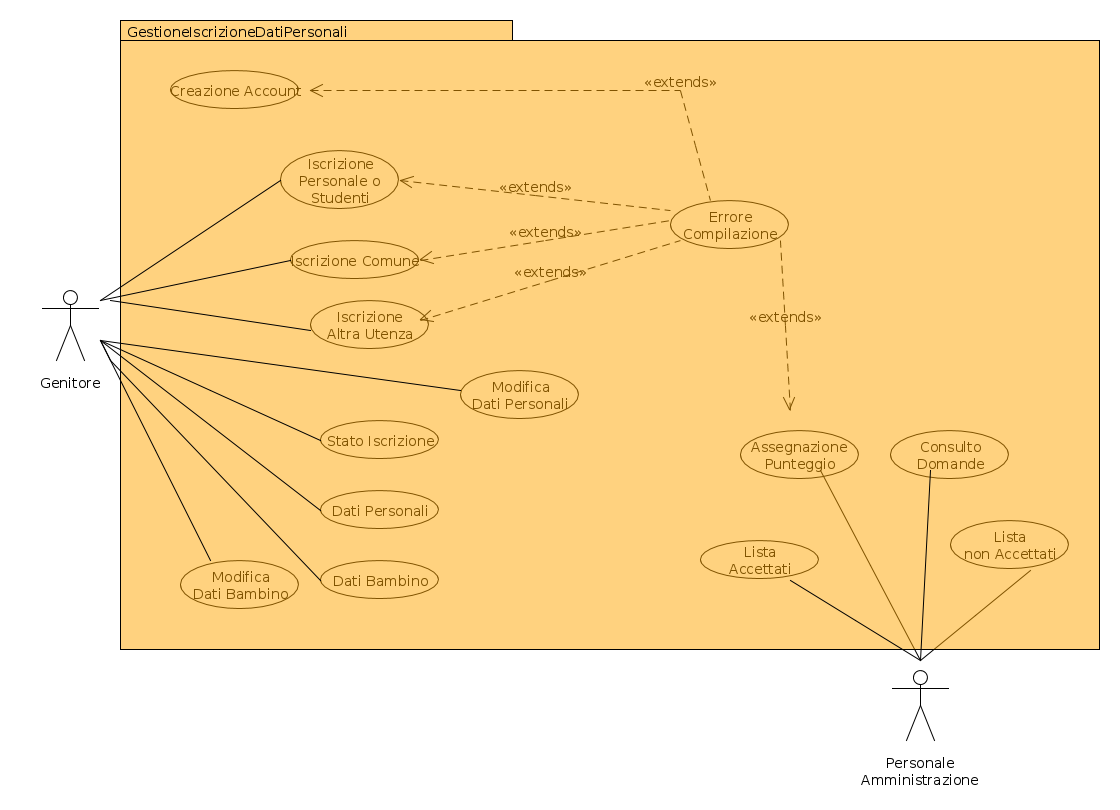 GestioneIscrizioneDatiPersonali
«extends»
Creazione Account
Iscrizione
Personale o
Studenti
«extends»
Errore
Compilazione
«extends»
Iscrizione Comune
«extends»
Iscrizione
Altra Utenza
«extends»
Genitore
Modifica
Dati Personali
Stato Iscrizione
Assegnazione
Punteggio
Consulto
Domande
Dati Personali
Lista
non Accettati
Lista
Accettati
Modifica
Dati Bambino
Dati Bambino
Personale
Amministrazione